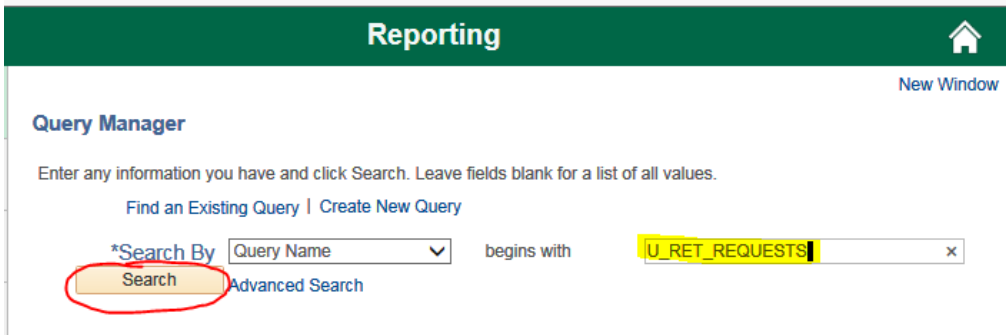 Reporting
New Window
Query Manager
Enter any information you have and click Search. Leave fields blank for a list of all values.
Find an Existing Query | Create New Query
*Search By Query Name begins with U_RET_REQUESTS ×
Search Advanced Search